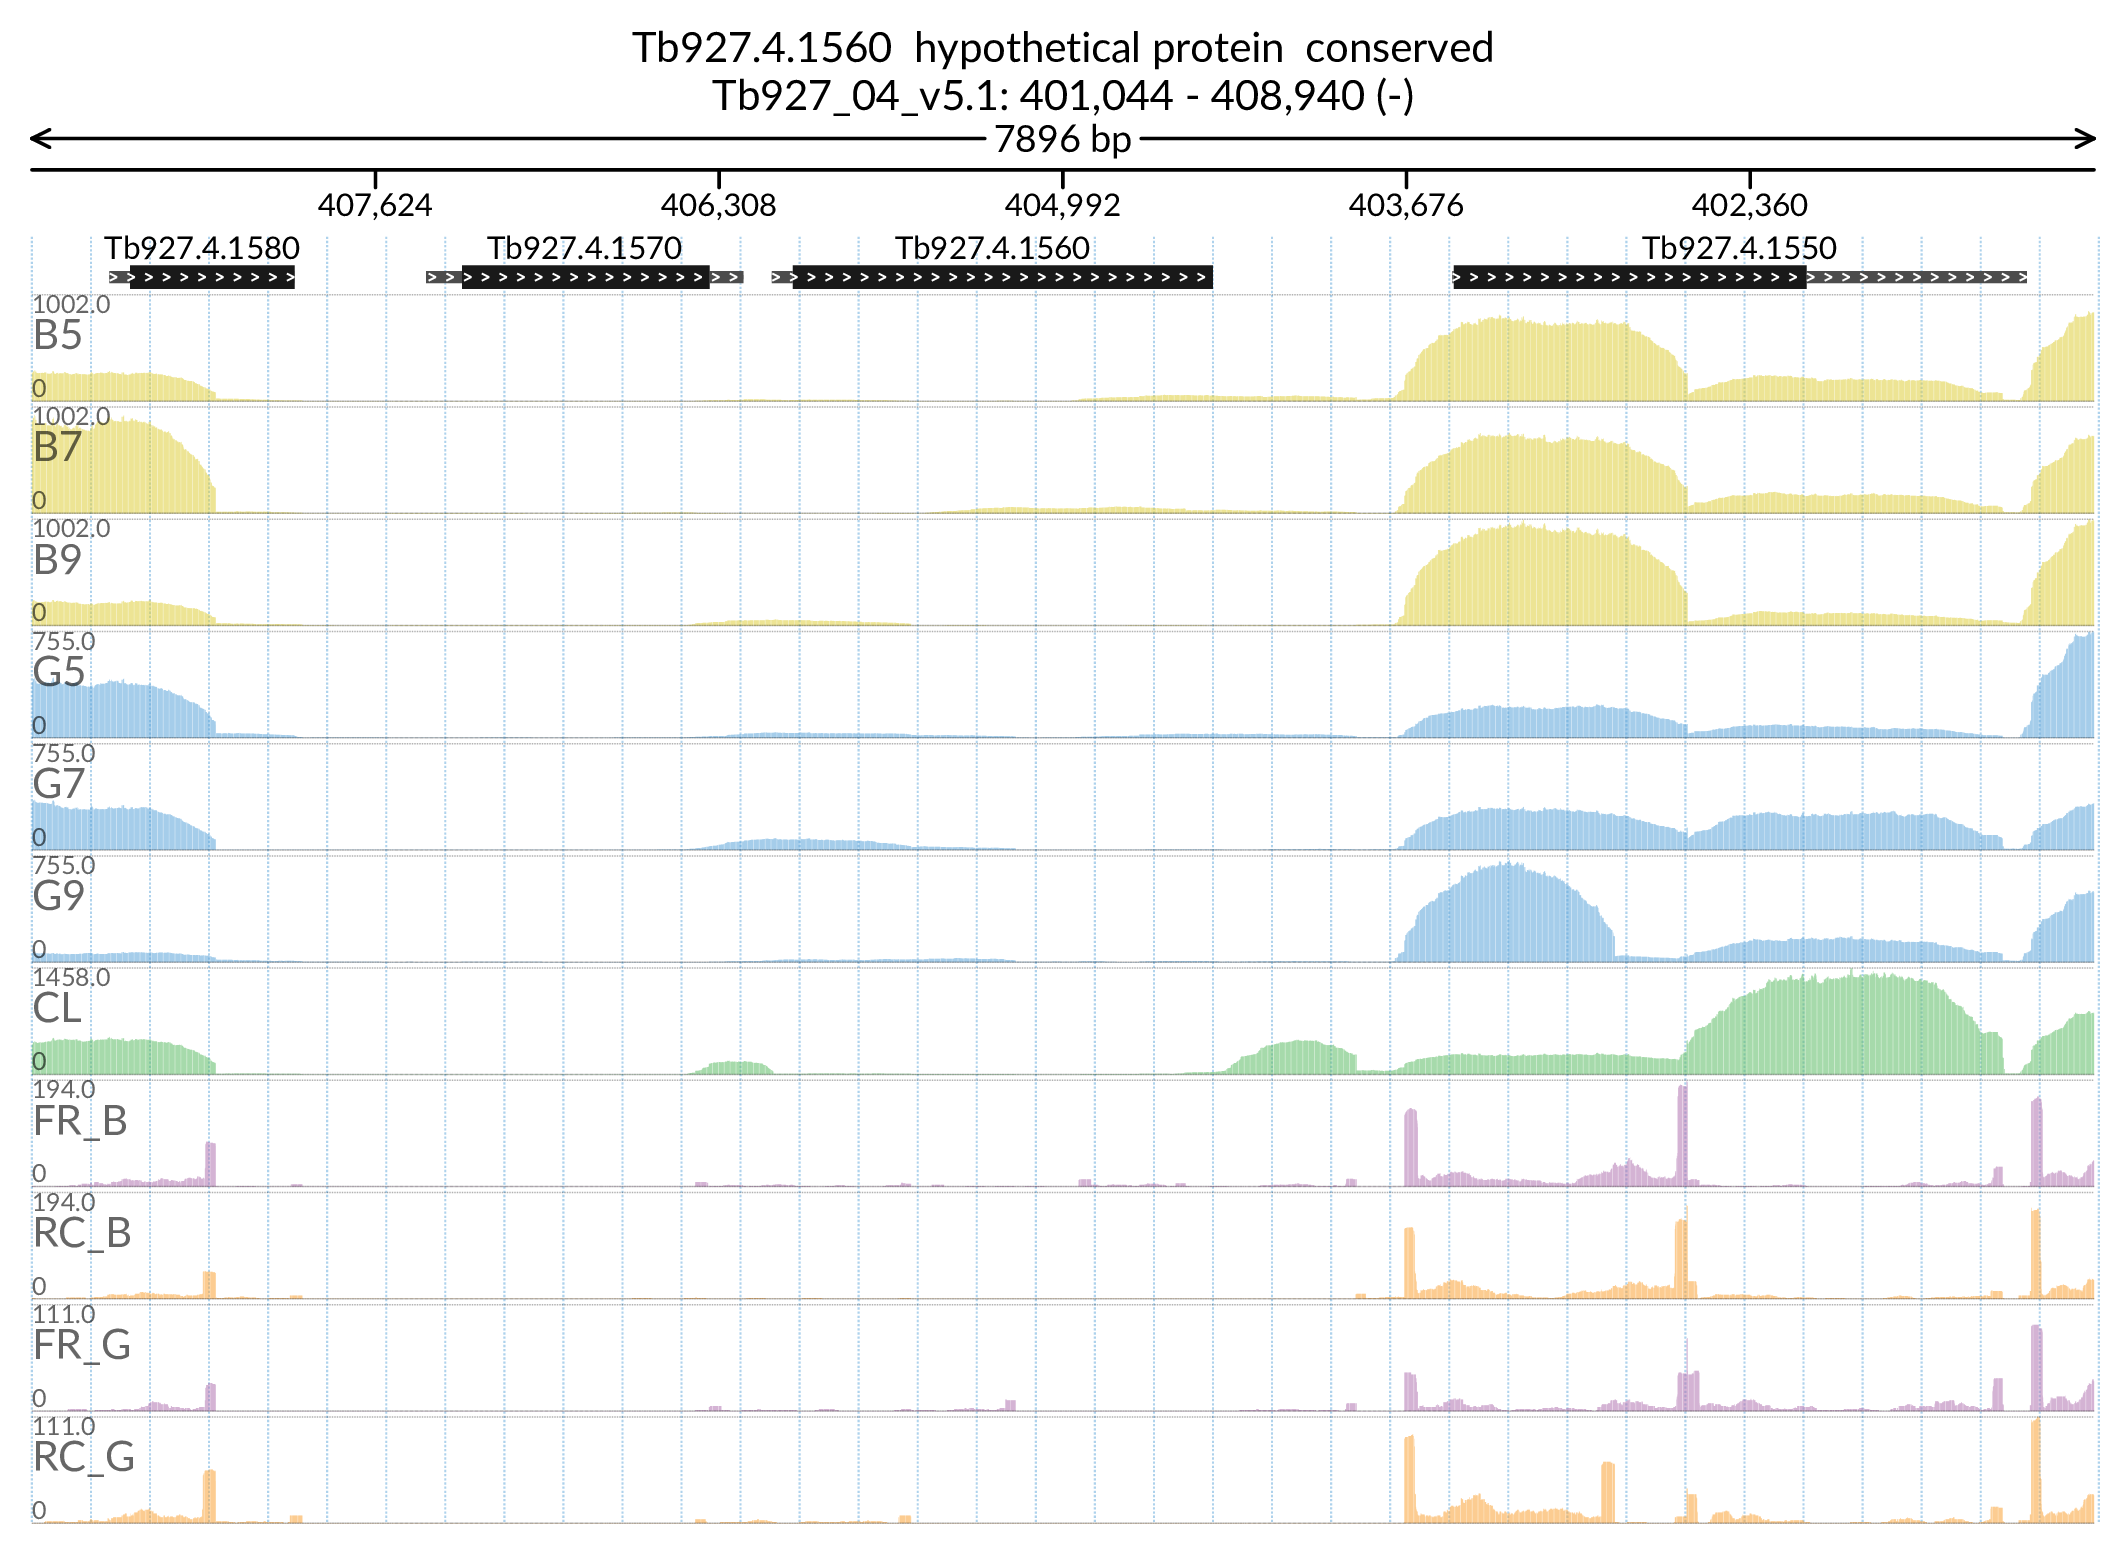 Tb927.4.1560 hypothetical protein conserved
Tb927_04_v5.1: 401,044 - 408,940 (-)
7896 bp
407,624 406,308 404,992 403,676 402,360
Tb927.4.1580 Tb927.4.1570 Tb927.4.1560 Tb927.4.1550
1002.0
B5
0
1002.0
B7
0
1002.0
B9
0
755.0
G5
0
755.0
G7
0
755.0
G9
0
1458.0
CL
0
194.0
FR_B
0
194.0
RC_B
0
111.0
FR_G
0
111.0
RC_G
0